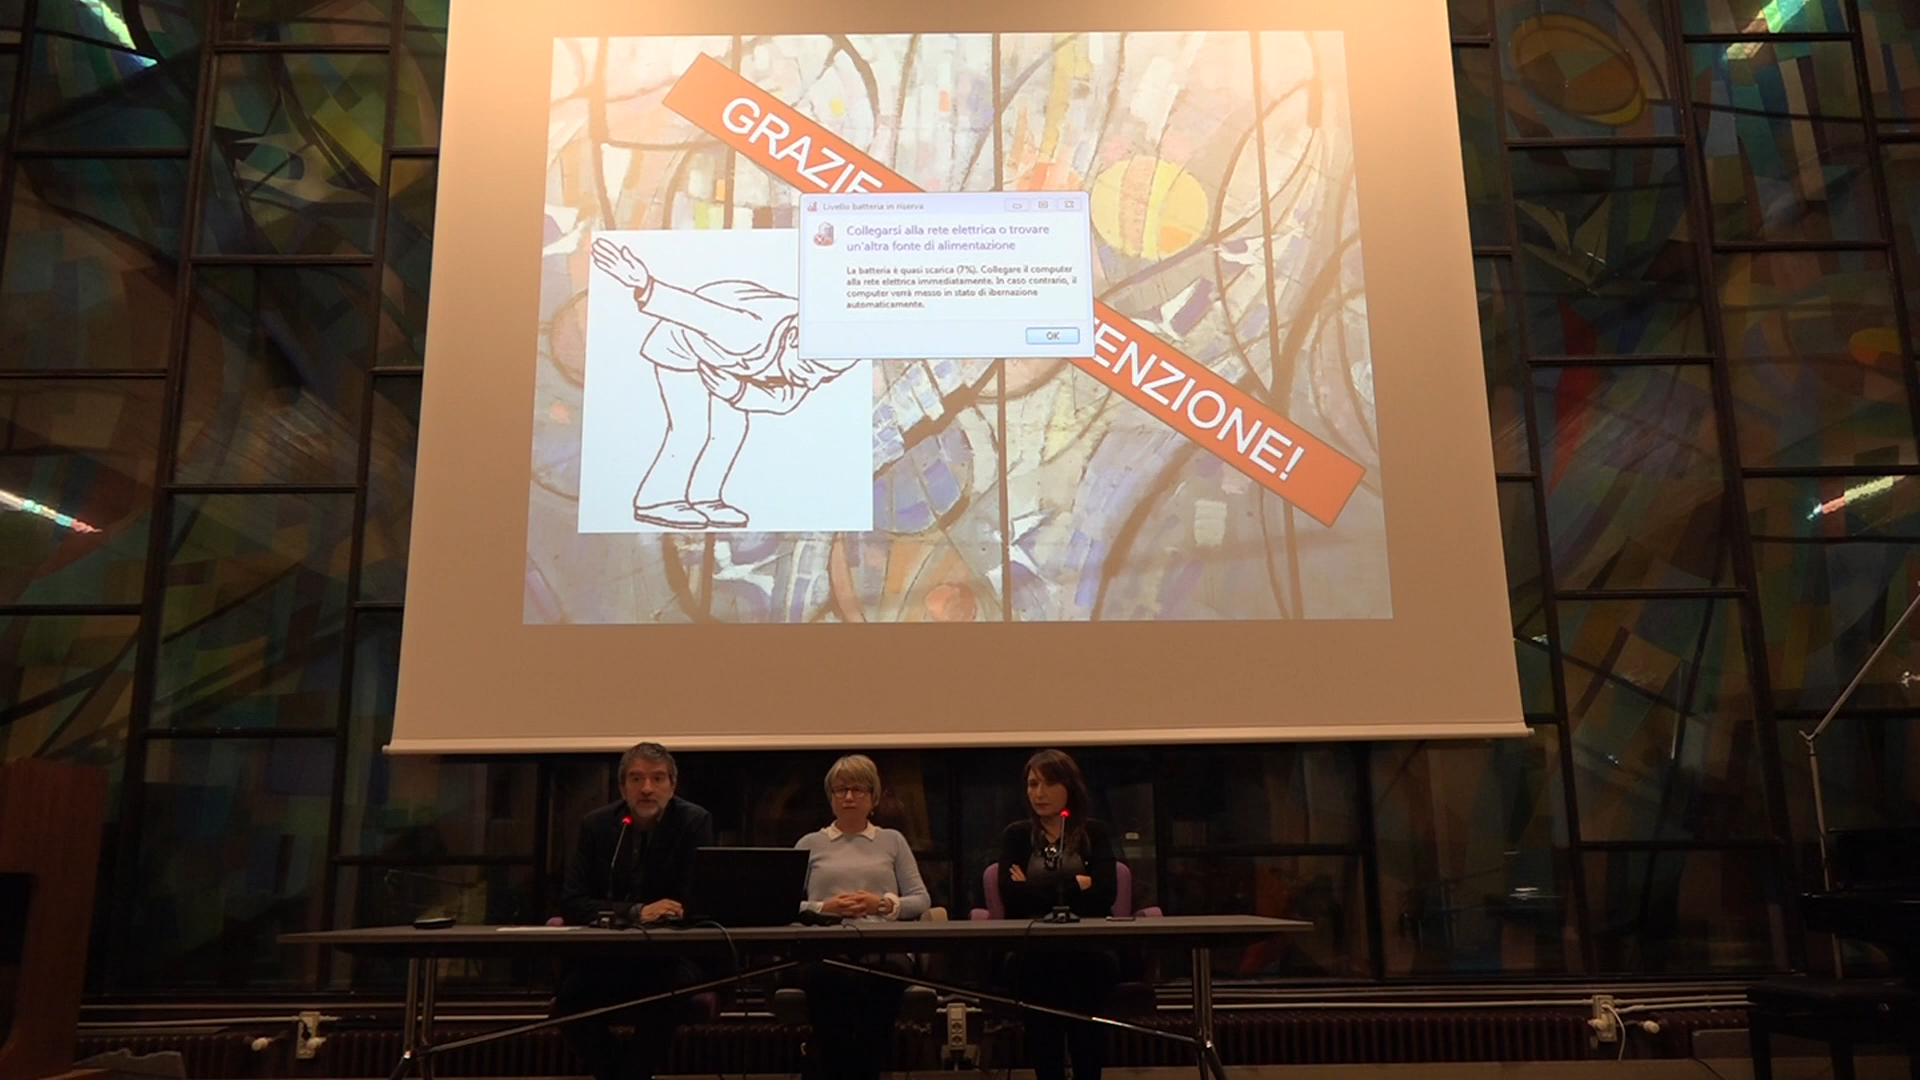 GRAZIE
ENZIONE!
Livello batteria in riserva
Collegarsi alla rete elettrica o trovare
un'altra fonte di alimentazione
La batteria è quasi scarica (7%). Collegare il computer
alla rete elettrica immediatamente. In caso contrario, il
computer verrà messo in stato di ibernazione
automaticamente.
OK